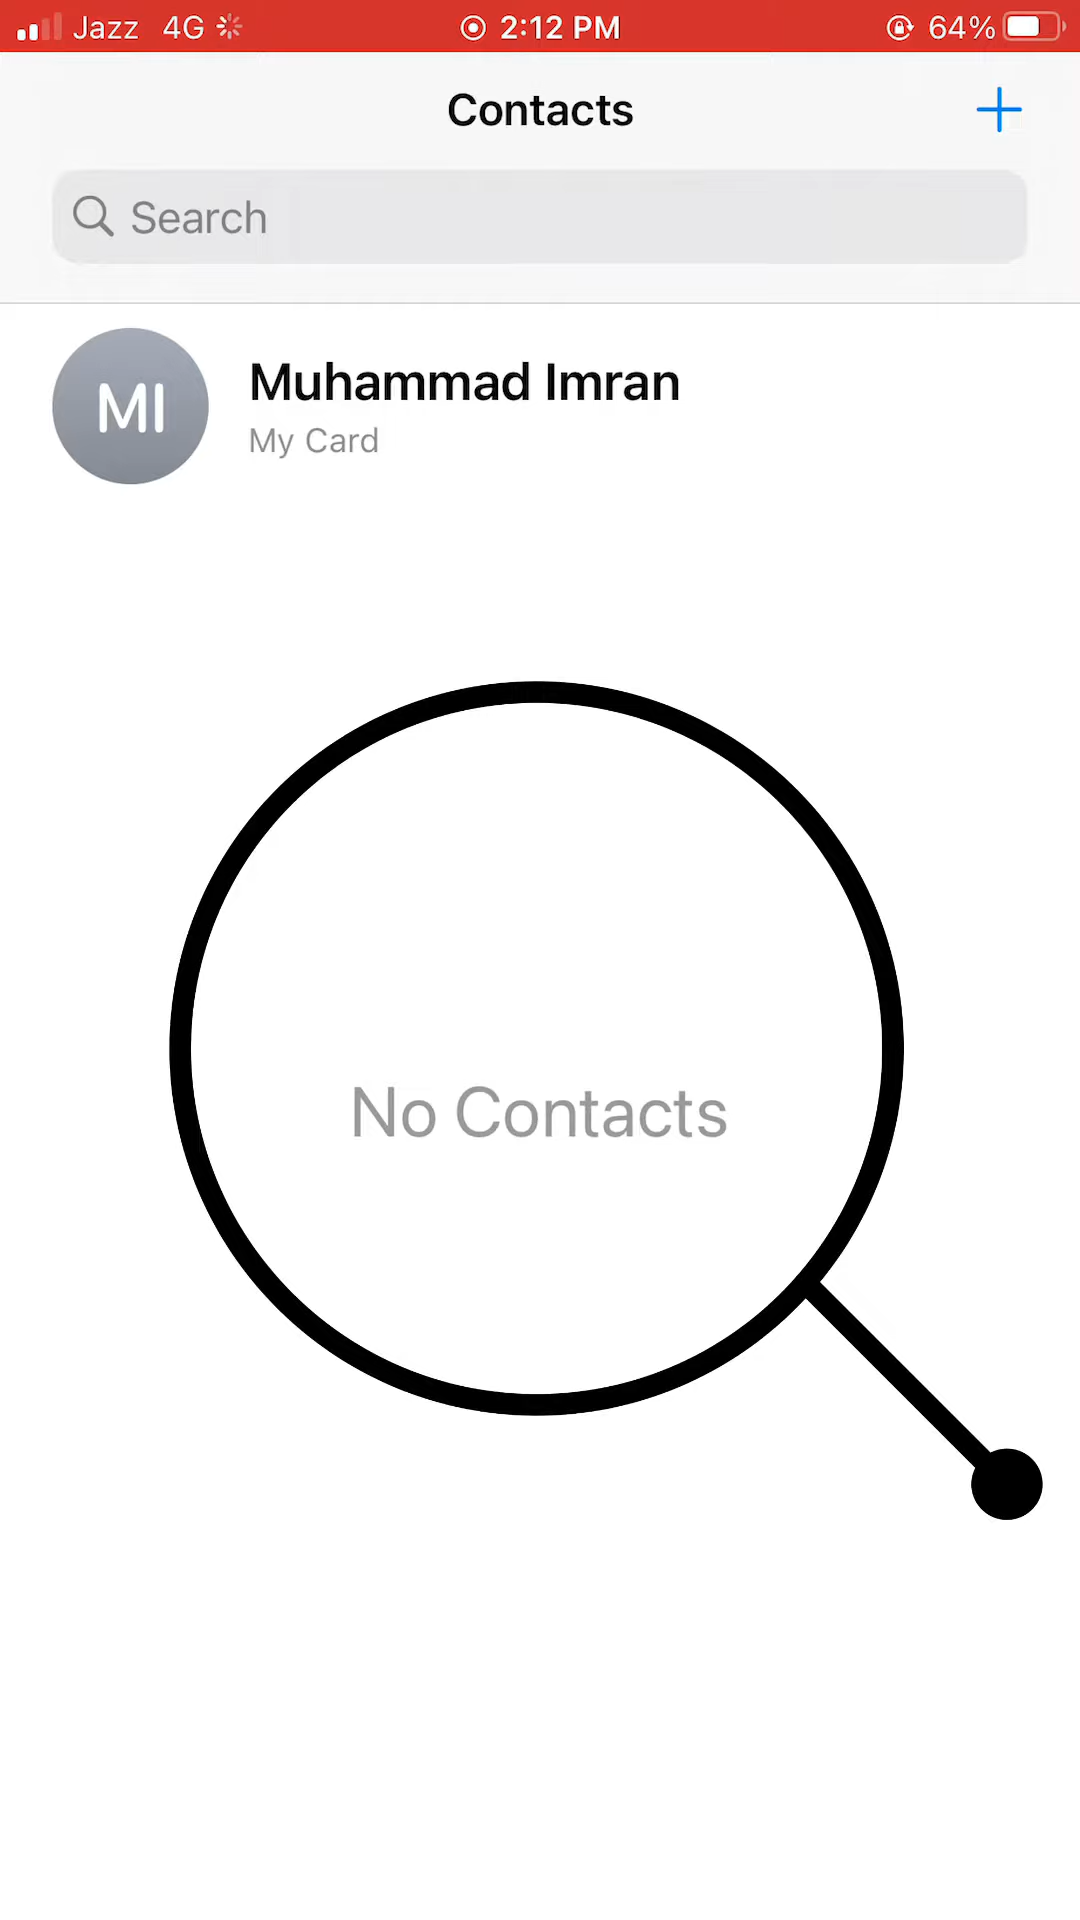 Jazz 4G 2:12 PM 64%
Contacts
Search
MI
Muhammad Imran
My Card
No Contacts